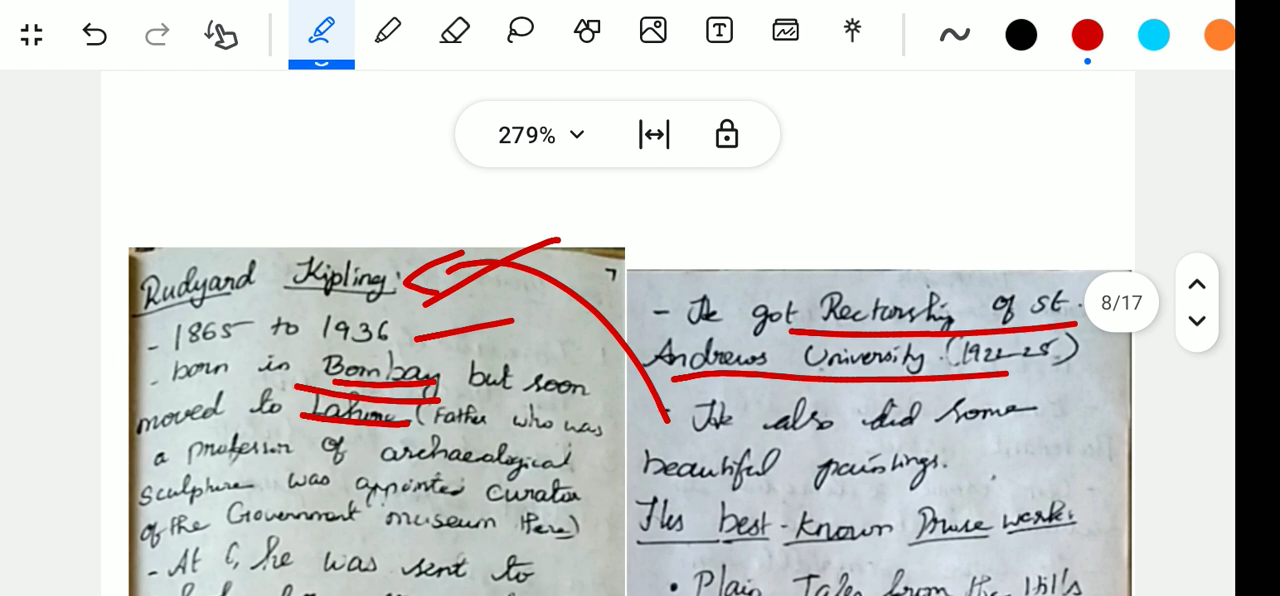 279%
8/17
Rudyard Kipling:
- 1865 to 1936
- born in Bombay but soon
moved to Lahore (Father who was
a professor of archaeological
sculpture was appointed curator
of the Government museum there)
- At 6, he was sent to
- He got Rectorship of St.
Andrews University (1922-25)
He also did some
beautiful paintings.
His best-known Prose works:
• Plain Tales from the Hills